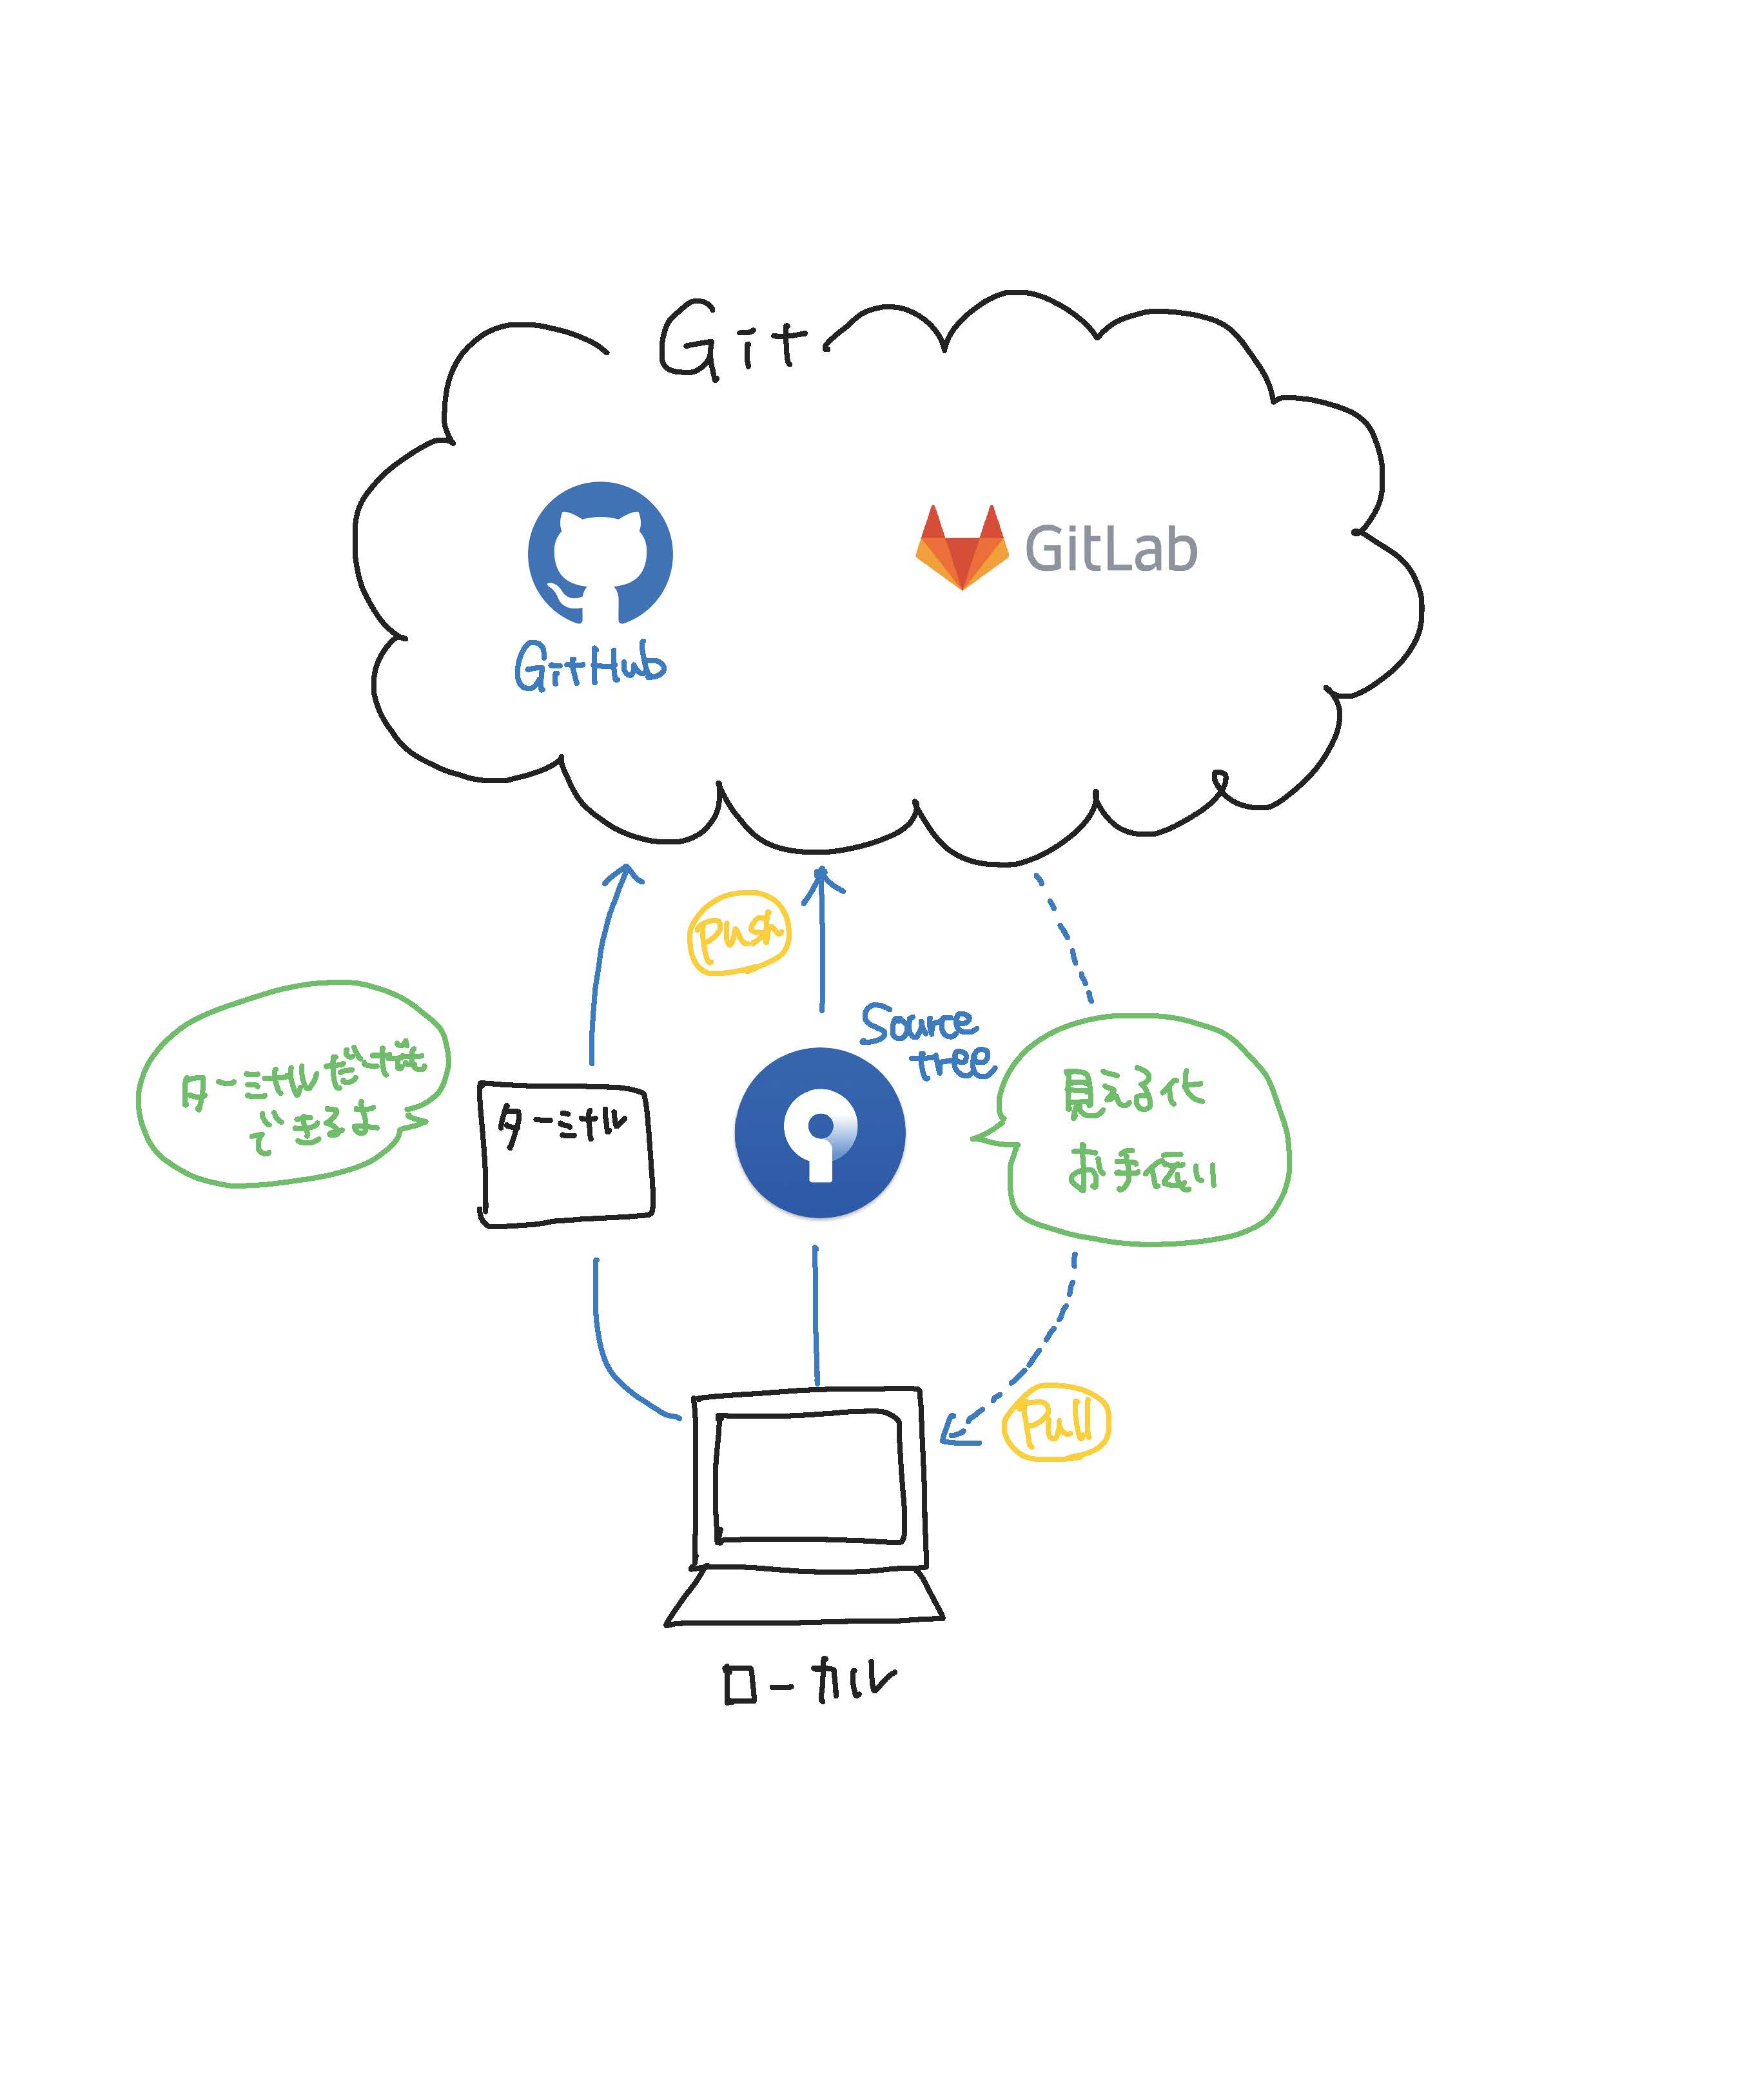 Git
GitHub
GitLab
push
Source
tree
ターミナルだけでも
できるよ
ターミナル
見える化
お手伝い
Pull
ローカル